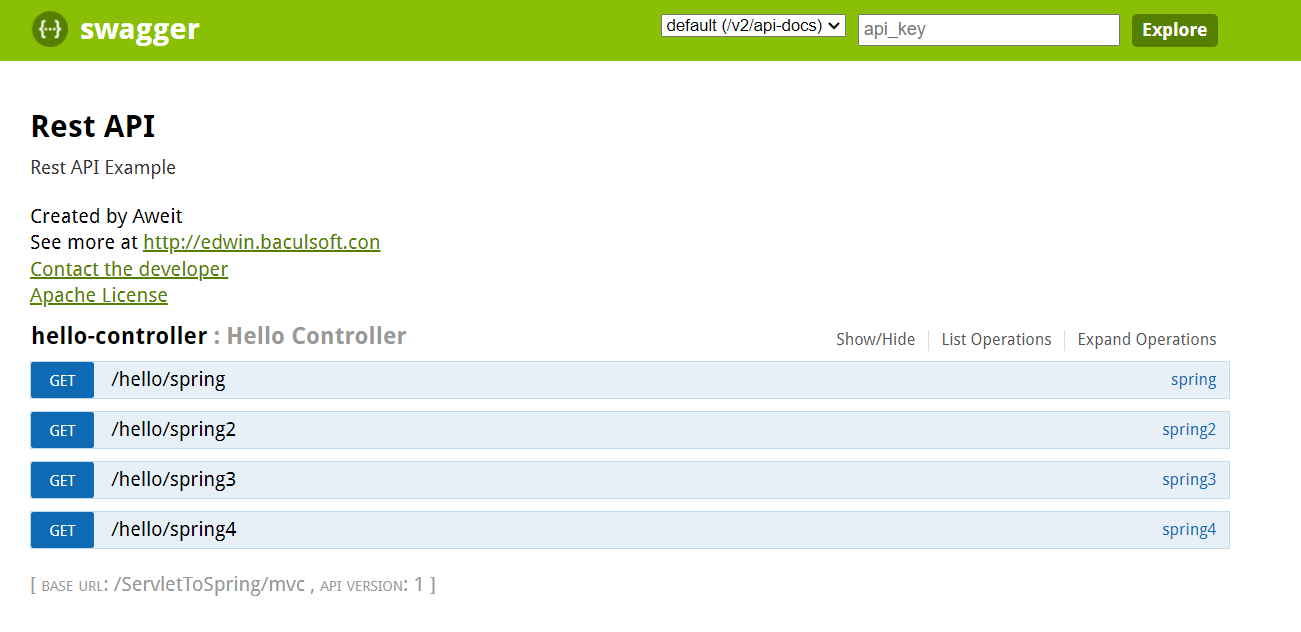 {···} swagger default (/v2/api-docs) api_key Explore
Rest API
Rest API Example
Created by Aweit
See more at http://edwin.baculsoft.con
Contact the developer
Apache License
hello-controller : Hello Controller Show/Hide List Operations Expand Operations
GET /hello/spring spring
GET /hello/spring2 spring2
GET /hello/spring3 spring3
GET /hello/spring4 spring4
[ BASE URL: /ServletToSpring/mvc , API VERSION: 1 ]